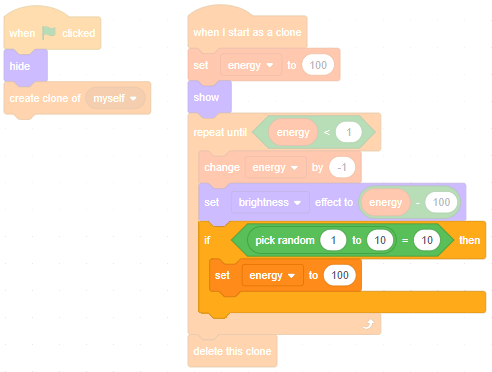 when clicked
hide
create clone of myself
when I start as a clone
set energy to 100
show
repeat until energy < 1
change energy by -1
set brightness effect to energy - 100
if pick random 1 to 10 = 10 then
set energy to 100
delete this clone